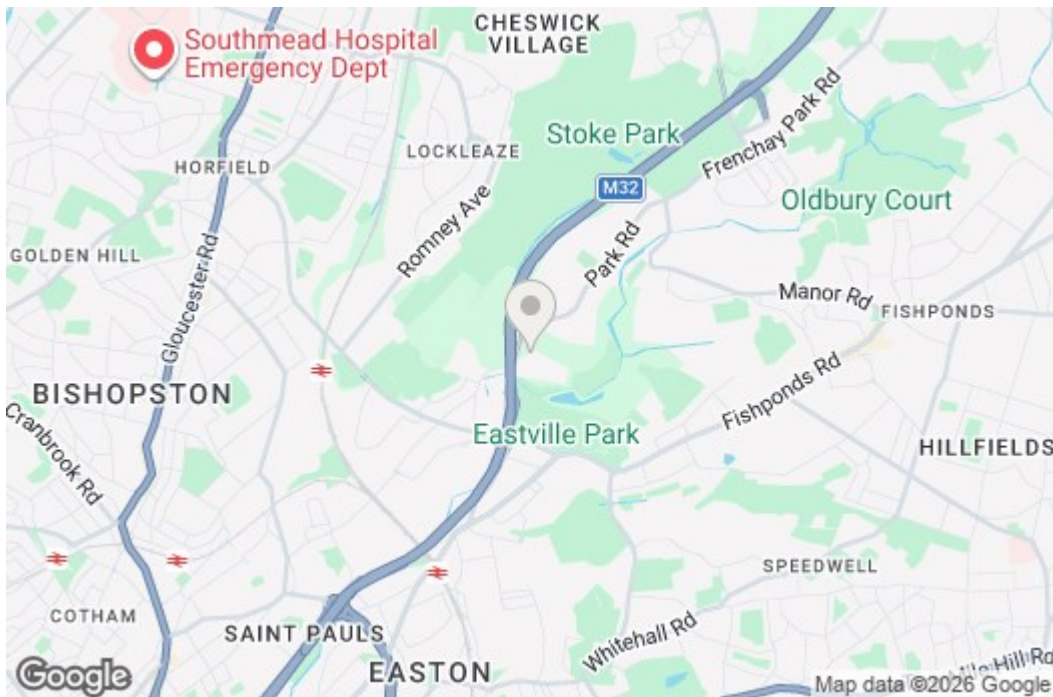 CHESWICK
VILLAGE
Southmead Hospital
Emergency Dept
Stoke Park
Frenchay Park Rd
LOCKLEAZE
HORFIELD
M32
Oldbury Court
Romney Ave
Park Rd
GOLDEN HILL
Gloucester Rd
Manor Rd
FISHPONDS
BISHOPSTON
Fishponds Rd
Cranbrook Rd
Eastville Park
HILLFIELDS
SPEEDWELL
COTHAM
SAINT PAULS
Whitehall Rd
EASTON
Hill Rd
Google
Map data ©2026 Google